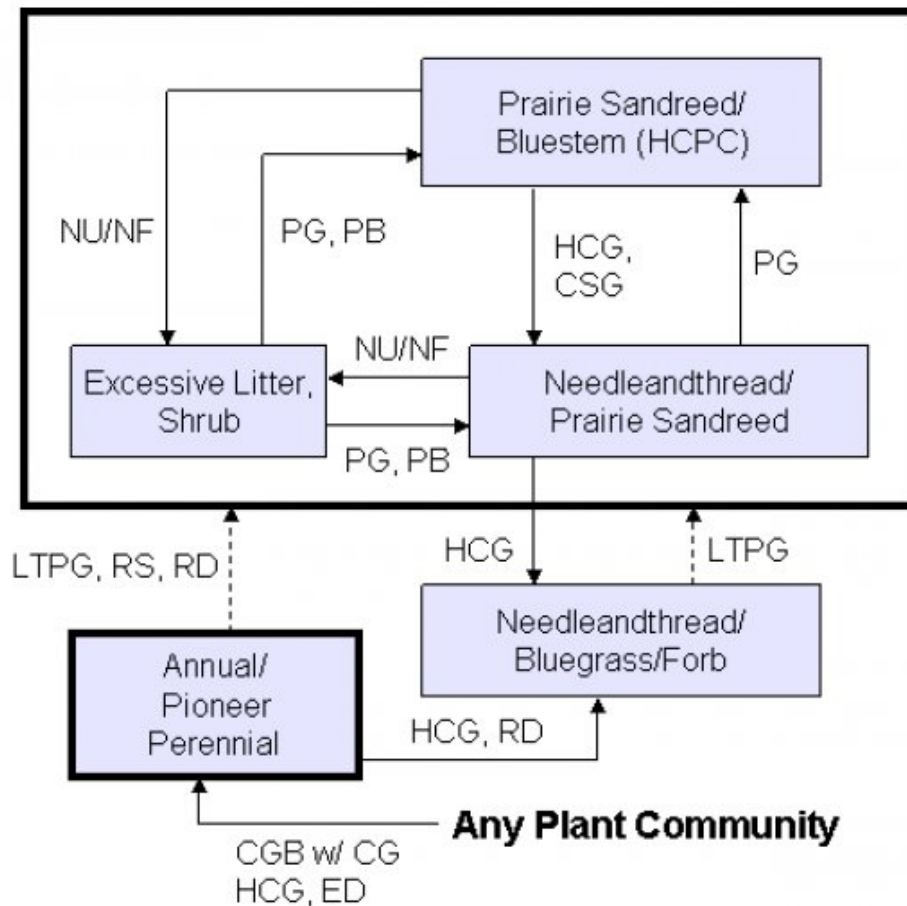 Prairie Sandreed/
Bluestem (HCPC)
NU/NF
PG, PB
HCG,
CSG
PG
NU/NF
Excessive Litter,
Shrub
Needleandthread/
Prairie Sandreed
PG, PB
LTPG, RS, RD
HCG
LTPG
Needleandthread/
Bluegrass/Forb
Annual/
Pioneer
Perennial
HCG, RD
Any Plant Community
CGB w/ CG
HCG, ED